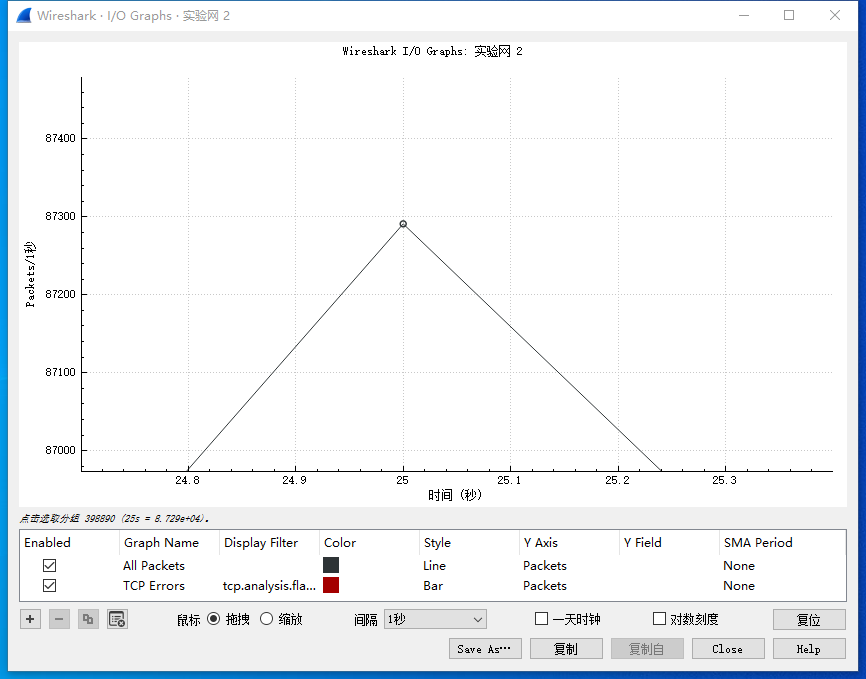 Wireshark · I/O Graphs · 实验网 2
Wireshark I/O Graphs: 实验网 2
Packets/1秒
87400
87300
87200
87100
87000
24.8 24.9 25 25.1 25.2 25.3
时间 (秒)
点击选取分组 398890 (25s = 8.729e+04).
Enabled Graph Name Display Filter Color Style Y Axis Y Field SMA Period
All Packets Line Packets None
TCP Errors tcp.analysis.fla... Bar Packets None
鼠标 拖拽 缩放 间隔 1秒 一天时钟 对数刻度 复位
Save As… 复制 复制自 Close Help